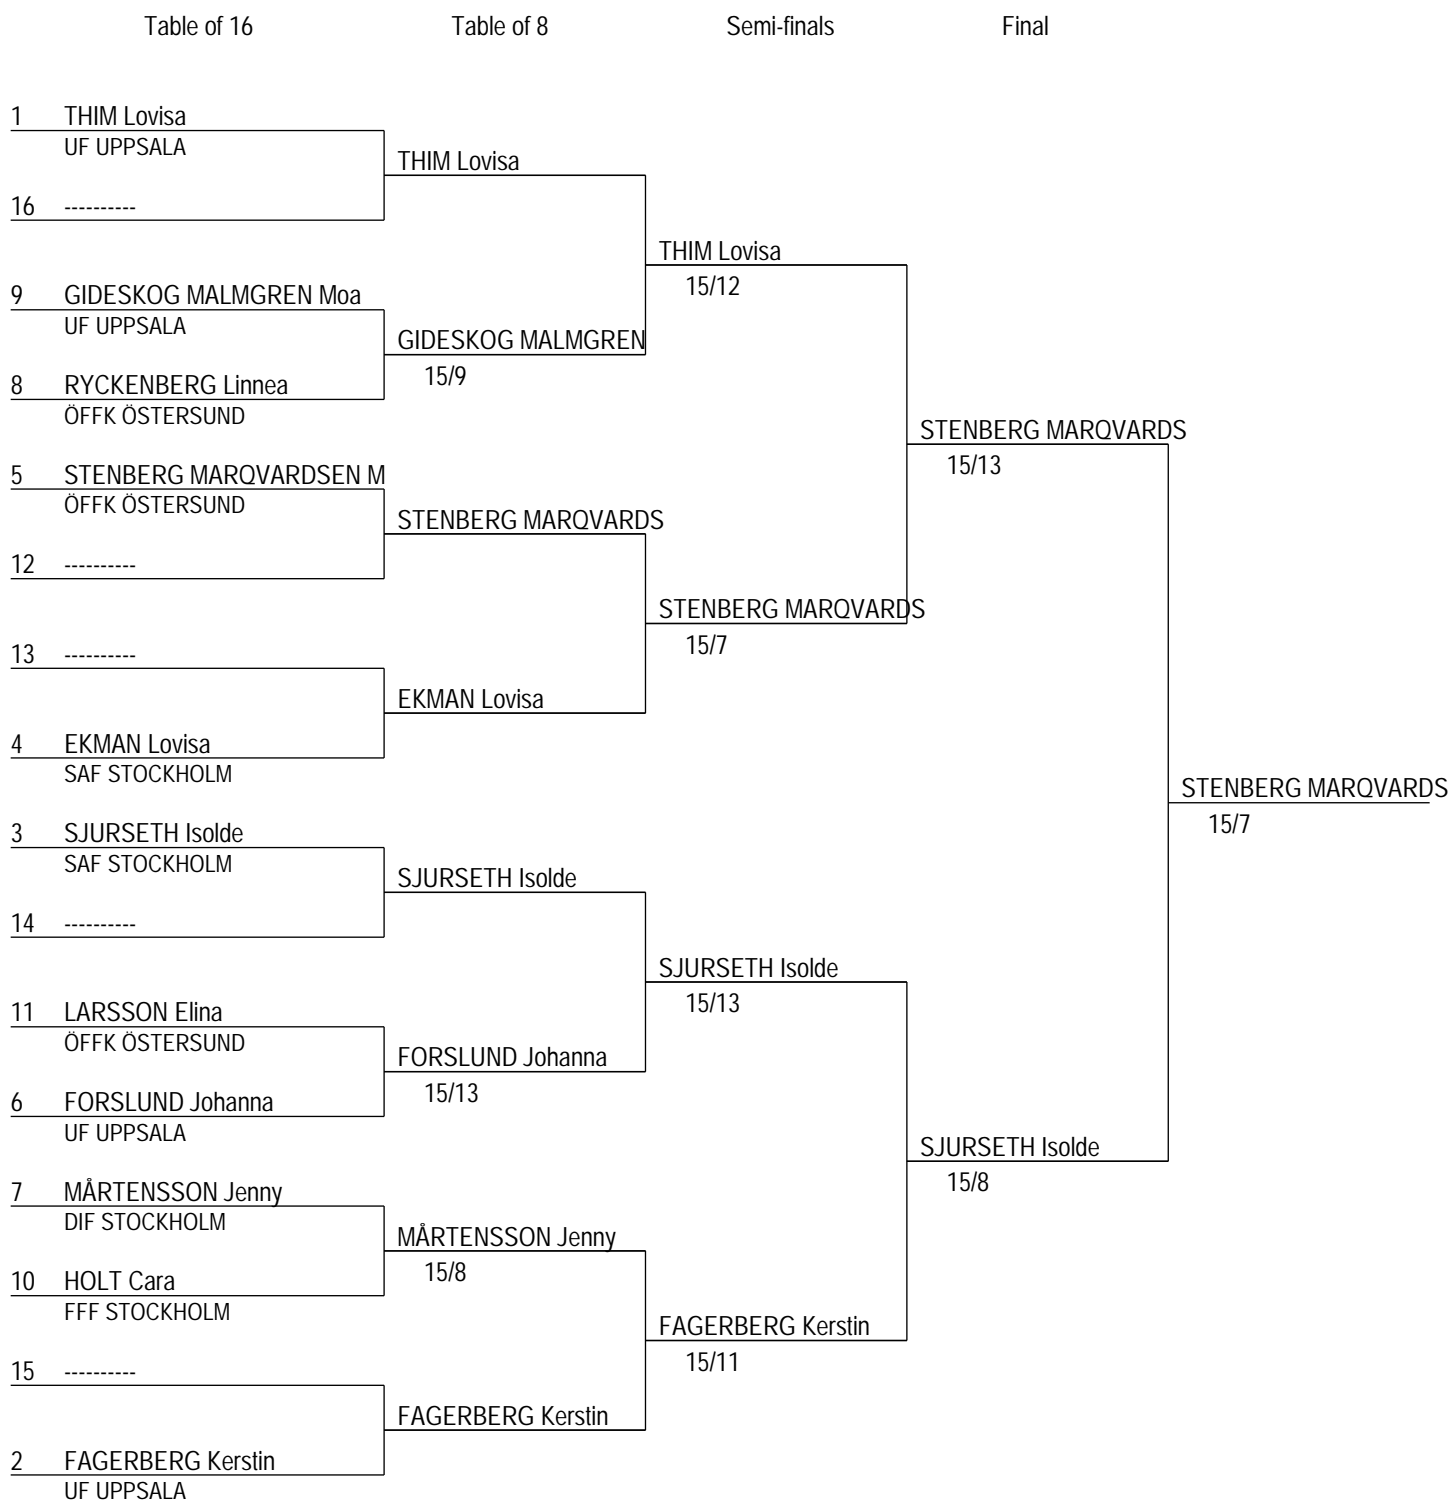 Table of 16 Table of 8 Semi-finals Final
1 THIM Lovisa
UF UPPSALA
THIM Lovisa
16 ----------
THIM Lovisa
15/12
9 GIDESKOG MALMGREN Moa
UF UPPSALA
GIDESKOG MALMGREN
15/9
8 RYCKENBERG Linnea
ÖFFK ÖSTERSUND
STENBERG MARQVARDS
15/13
5 STENBERG MARQVARDSEN M
ÖFFK ÖSTERSUND
STENBERG MARQVARDS
12 ----------
STENBERG MARQVARDS
15/7
13 ----------
EKMAN Lovisa
4 EKMAN Lovisa
SAF STOCKHOLM
STENBERG MARQVARDS
15/7
3 SJURSETH Isolde
SAF STOCKHOLM
SJURSETH Isolde
14 ----------
SJURSETH Isolde
15/13
11 LARSSON Elina
ÖFFK ÖSTERSUND
FORSLUND Johanna
15/13
6 FORSLUND Johanna
UF UPPSALA
SJURSETH Isolde
15/8
7 MÅRTENSSON Jenny
DIF STOCKHOLM
MÅRTENSSON Jenny
15/8
10 HOLT Cara
FFF STOCKHOLM
FAGERBERG Kerstin
15/11
15 ----------
FAGERBERG Kerstin
2 FAGERBERG Kerstin
UF UPPSALA